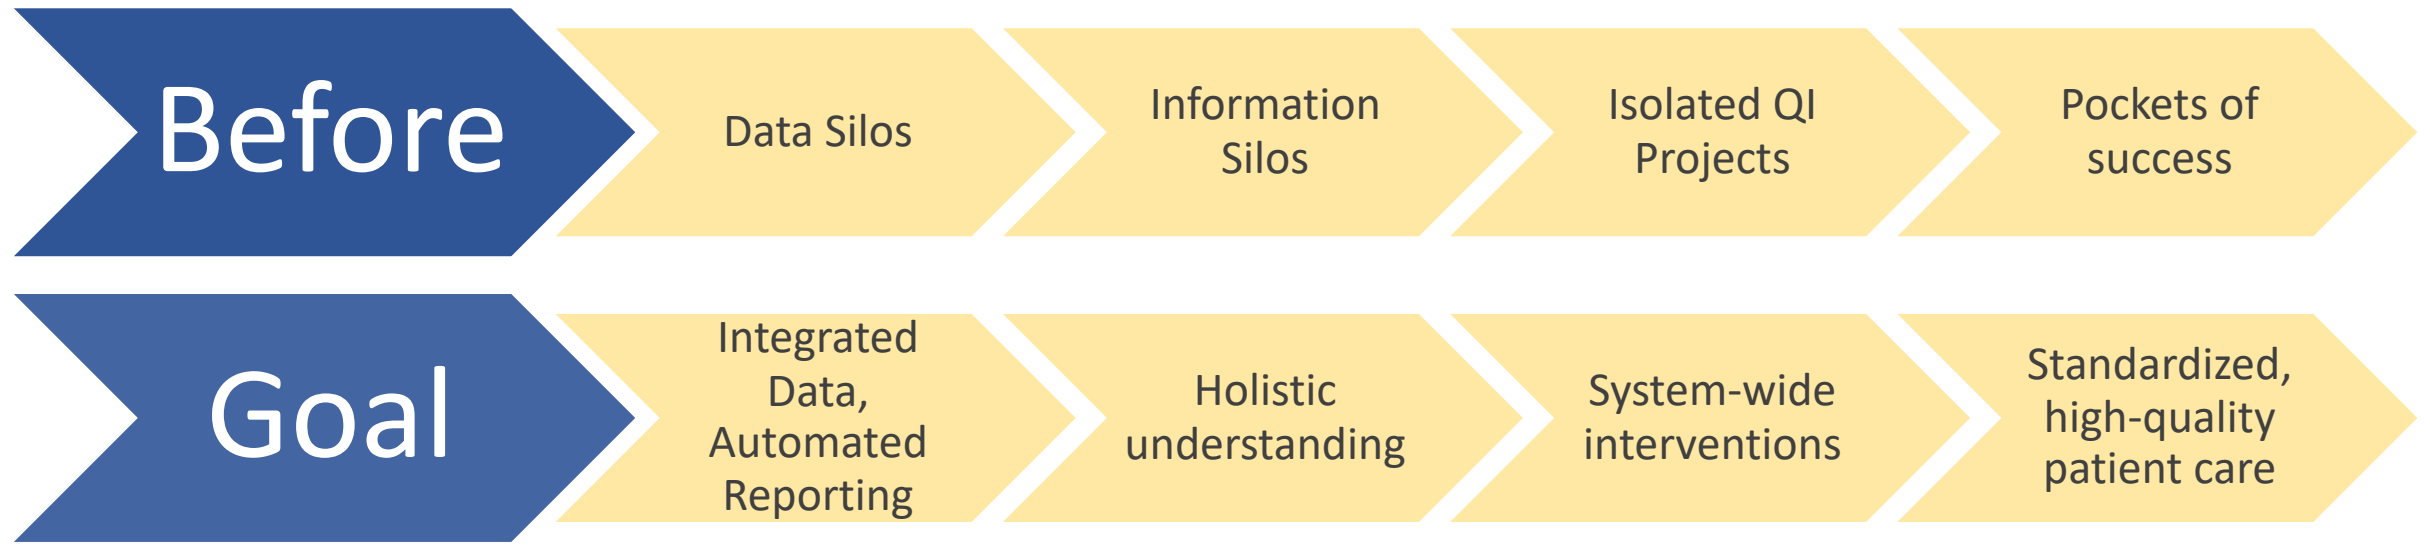 Before
Data Silos
Information
Silos
Isolated QI
Projects
Pockets of
success
Goal
Integrated
Data,
Automated
Reporting
Holistic
understanding
System-wide
interventions
Standardized,
high-quality
patient care